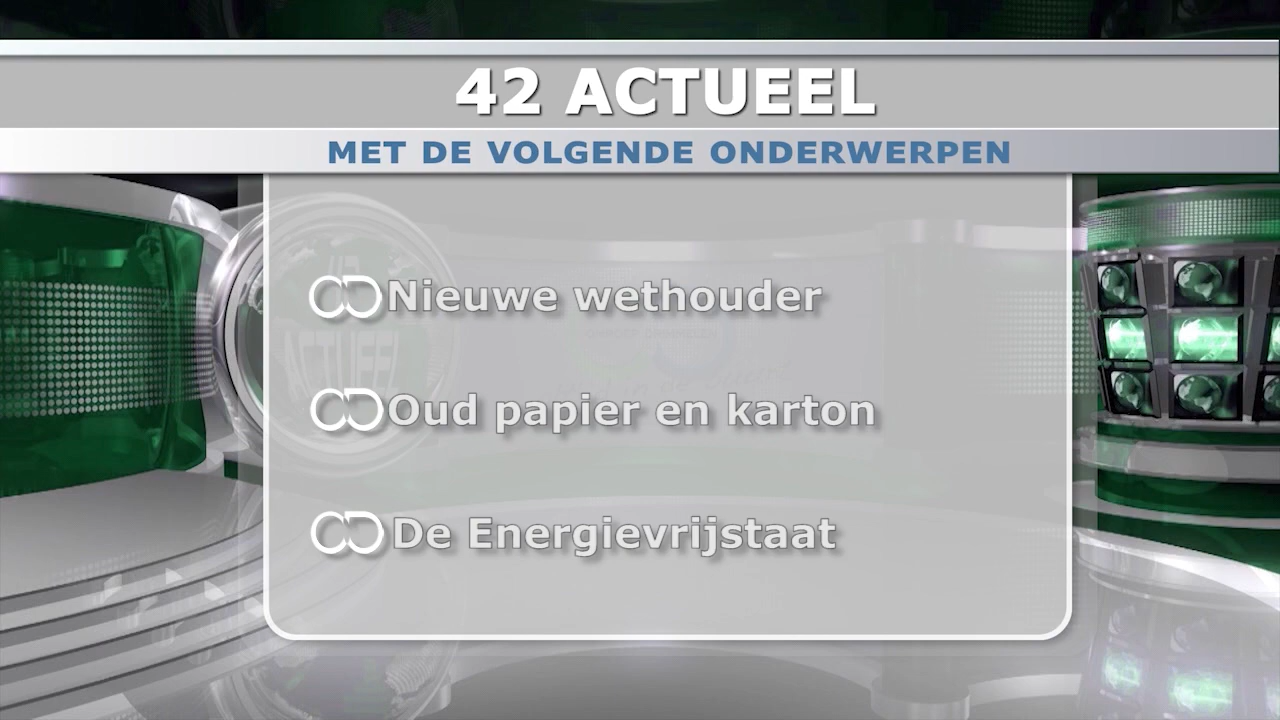 42 ACTUEEL
MET DE VOLGENDE ONDERWERPEN
Nieuwe wethouder
Oud papier en karton
De Energievrijstaat